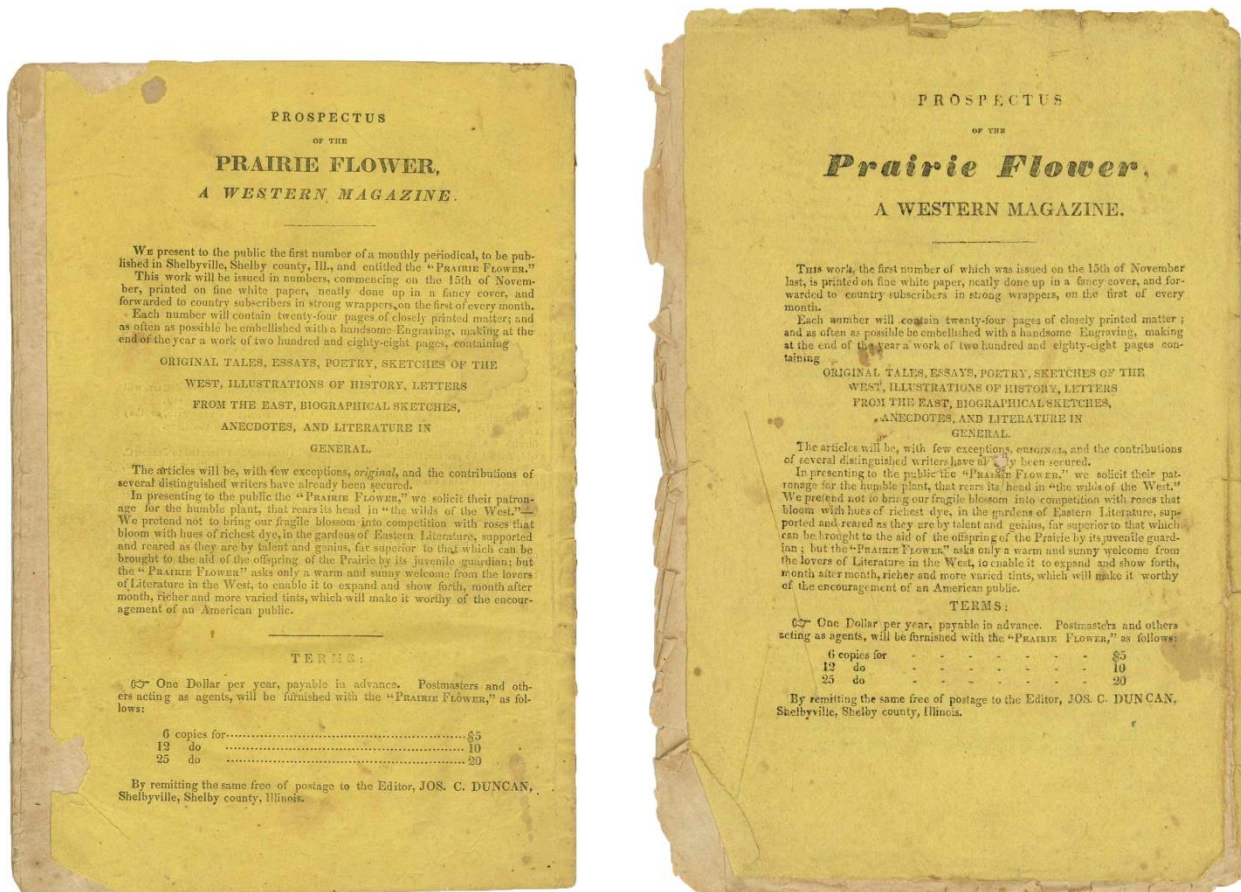 PROSPECTUS
OF THE
PRAIRIE FLOWER,
A WESTERN MAGAZINE.
WE present to the public the first number of a monthly periodical, to be pub-
lished in Shelbyville, Shelby county, Ill., and entitled the "PRAIRIE FLOWER."
This work will be issued in numbers, commencing on the 15th of Novem-
ber, printed on fine white paper, neatly done up in a fancy cover, and
forwarded to country subscribers in strong wrappers, on the first of every month.
Each number will contain twenty-four pages of closely printed matter; and
as often as possible be embellished with a handsome Engraving, making at the
end of the year a work of two hundred and eighty-eight pages, containing
ORIGINAL TALES, ESSAYS, POETRY, SKETCHES OF THE
WEST, ILLUSTRATIONS OF HISTORY, LETTERS
FROM THE EAST, BIOGRAPHICAL SKETCHES,
ANECDOTES, AND LITERATURE IN
GENERAL.
The articles will be, with few exceptions, original, and the contributions of
several distinguished writers have already been secured.
In presenting to the public the "PRAIRIE FLOWER," we solicit their patron-
age for the humble plant, that rears its head in "the wilds of the West."—
We pretend not to bring our fragile blossom into competition with roses that
bloom with hues of richest dye, in the gardens of Eastern Literature, supported
and reared as they are by talent and genius, far superior to that which can be
brought to the aid of the offspring of the Prairie by its juvenile guardian; but
the "PRAIRIE FLOWER" asks only a warm and sunny welcome from the lovers
of Literature in the West, to enable it to expand and show forth, month after
month, richer and more varied tints, which will make it worthy of the encour-
agement of an American public.
TERMS:
☞ One Dollar per year, payable in advance. Postmasters and oth-
ers acting as agents, will be furnished with the "PRAIRIE FLOWER," as fol-
lows:
6 copies for $5
12 do 10
25 do 20
By remitting the same free of postage to the Editor, JOS. C. DUNCAN,
Shelbyville, Shelby county, Illinois.
PROSPECTUS
OF THE
Prairie Flower,
A WESTERN MAGAZINE.
THIS work, the first number of which was issued on the 15th of November
last, is printed on fine white paper, neatly done up in a fancy cover, and for-
warded to country subscribers in strong wrappers, on the first of every
month.
Each number will contain twenty-four pages of closely printed matter;
and as often as possible be embellished with a handsome Engraving, making
at the end of the year a work of two hundred and eighty-eight pages con-
taining
ORIGINAL TALES, ESSAYS, POETRY, SKETCHES OF THE
WEST, ILLUSTRATIONS OF HISTORY, LETTERS
FROM THE EAST, BIOGRAPHICAL SKETCHES,
ANECDOTES, AND LITERATURE IN
GENERAL.
The articles will be, with few exceptions, ORIGINAL, and the contributions
of several distinguished writers have been secured.
In presenting to the public the "PRAIRIE FLOWER," we solicit their pat-
ronage for the humble plant, that rears its head in "the wilds of the West."
We pretend not to bring our fragile blossom into competition with roses that
bloom with hues of richest dye, in the gardens of Eastern Literature, sup-
ported and reared as they are by talent and genius, far superior to that which
can be brought to the aid of the offspring of the Prairie by its juvenile guard-
ian; but the "PRAIRIE FLOWER" asks only a warm and sunny welcome from
the lovers of Literature in the West, to enable it to expand and show forth,
month after month, richer and more varied tints, which will make it worthy
of the encouragement of an American public.
TERMS:
☞ One Dollar per year, payable in advance. Postmasters and others
acting as agents, will be furnished with the "PRAIRIE FLOWER," as follows:
6 copies for - - - - - - - $5
12 do - - - - - - - 10
25 do - - - - - - - 20
By remitting the same free of postage to the Editor, JOS. C. DUNCAN,
Shelbyville, Shelby county, Illinois.